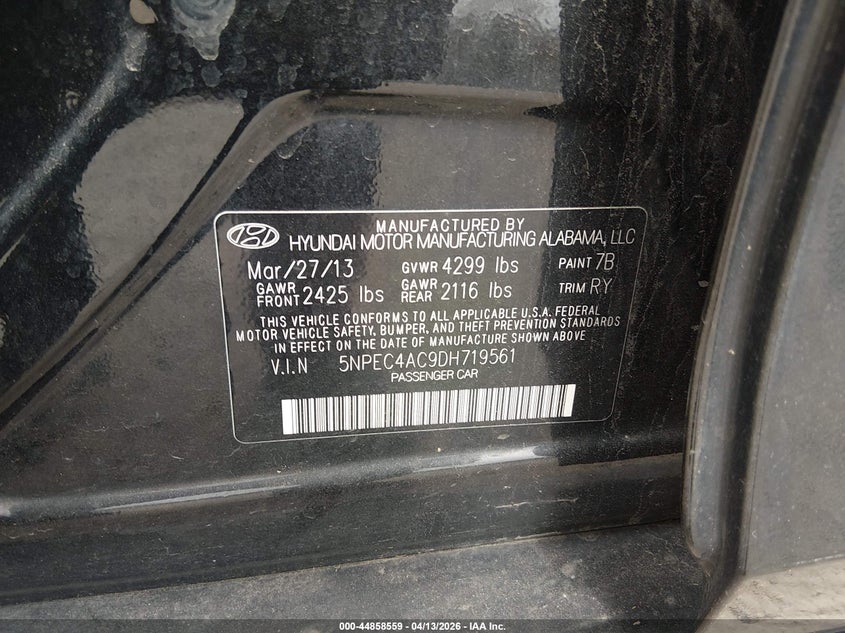 MANUFACTURED BY
HYUNDAI MOTOR MANUFACTURING ALABAMA, LLC
Mar/27/13 GVWR 4299 lbs PAINT 7B
GAWR FRONT 2425 lbs GAWR REAR 2116 lbs TRIM RY
THIS VEHICLE CONFORMS TO ALL APPLICABLE U.S.A. FEDERAL
MOTOR VEHICLE SAFETY, BUMPER, AND THEFT PREVENTION STANDARDS
IN EFFECT ON THE DATE OF MANUFACTURE SHOWN ABOVE
V.I.N 5NPEC4AC9DH719561
PASSENGER CAR
000-44858559 - 04/13/2026 - IAA Inc.